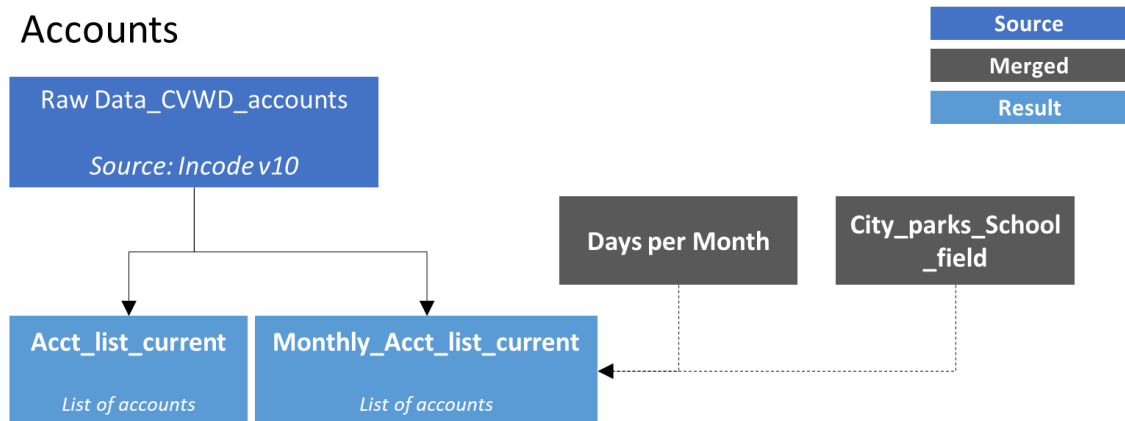 Accounts
Source
Merged
Result
Raw Data_CVWD_accounts
Source: Incode v10
Days per Month
City_parks_School
_field
Acct_list_current
List of accounts
Monthly_Acct_list_current
List of accounts